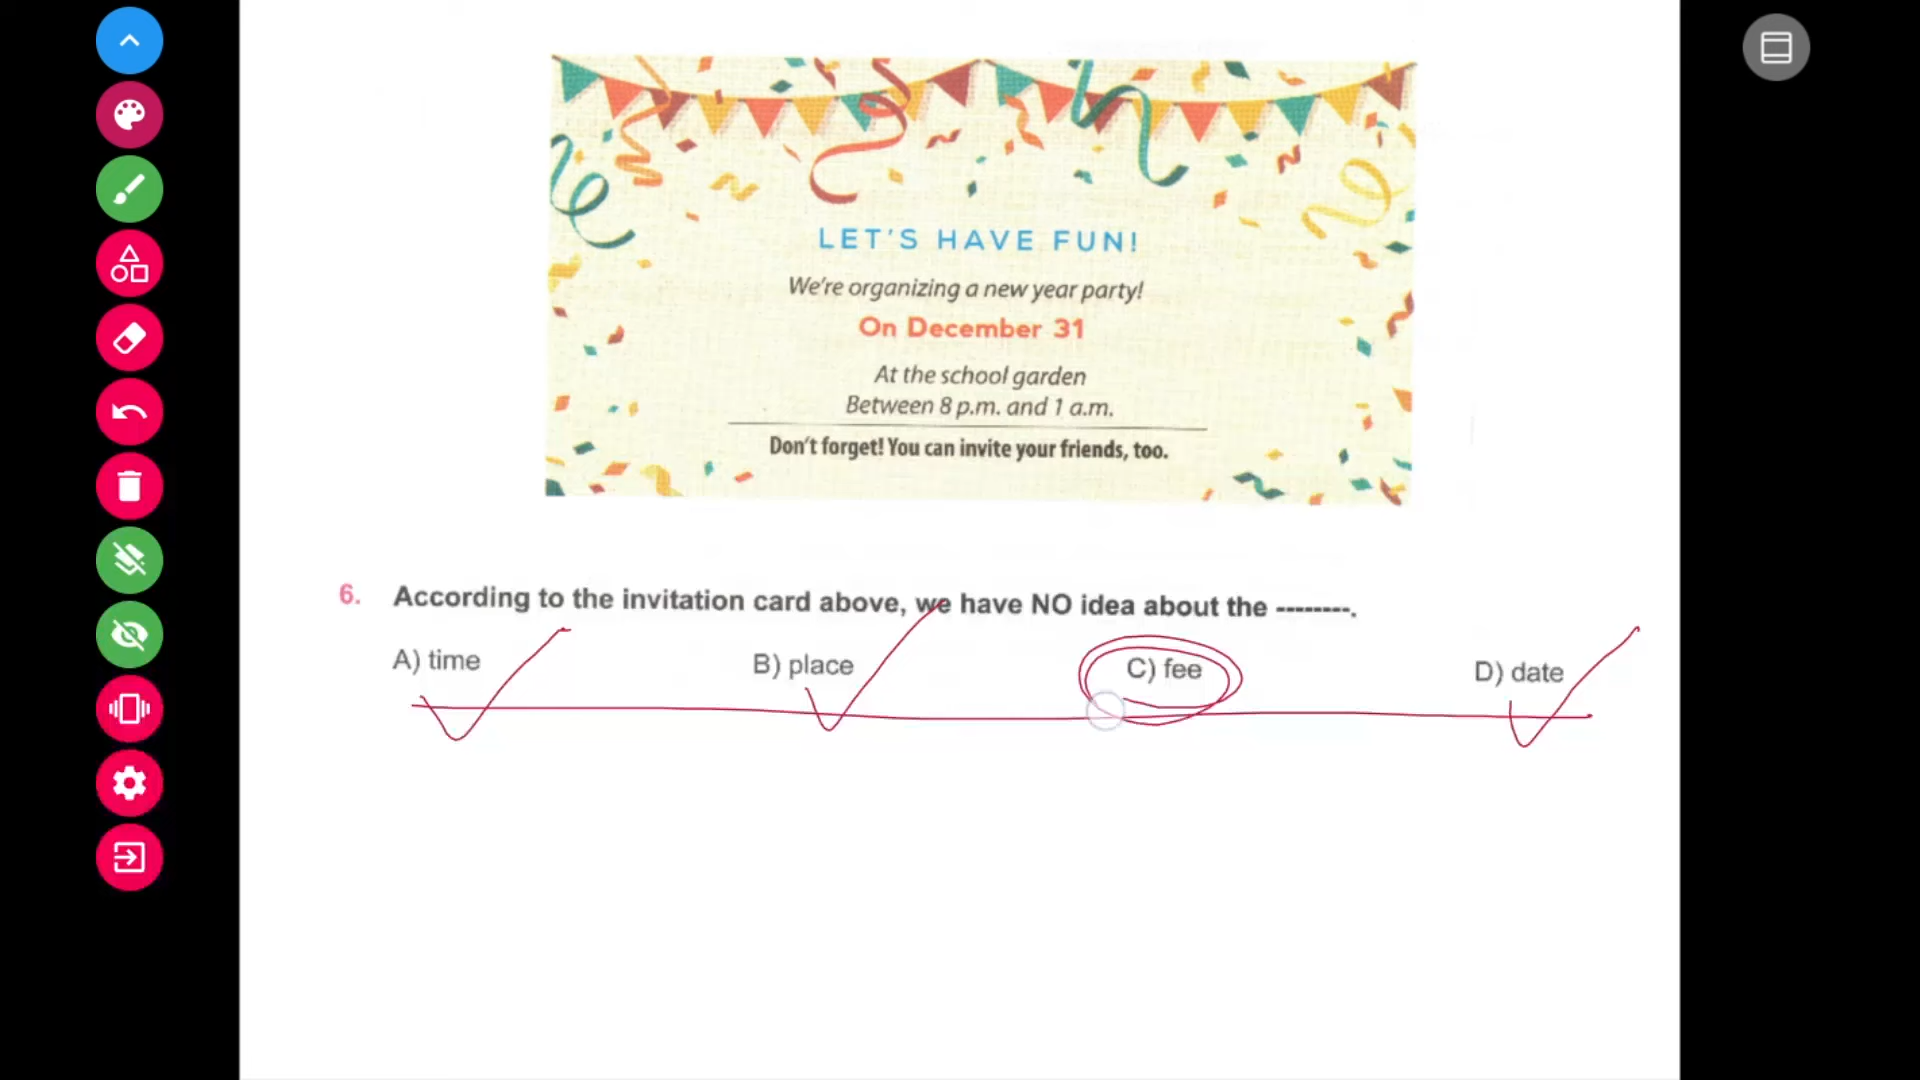 LET'S HAVE FUN!
We're organizing a new year party!
On December 31
At the school garden
Between 8 p.m. and 1 a.m.
Don't forget! You can invite your friends, too.
6. According to the invitation card above, we have NO idea about the --------.
A) time B) place C) fee D) date